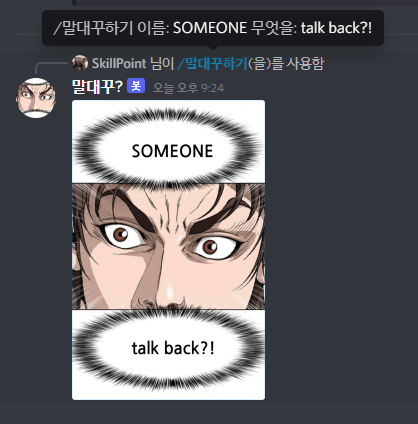 /말대꾸하기 이름: SOMEONE 무엇을: talk back?!
SkillPoint 님이 /말대꾸하기(을)를 사용함
말대꾸? 봇 오늘 오후 9:24
SOMEONE
talk back?!